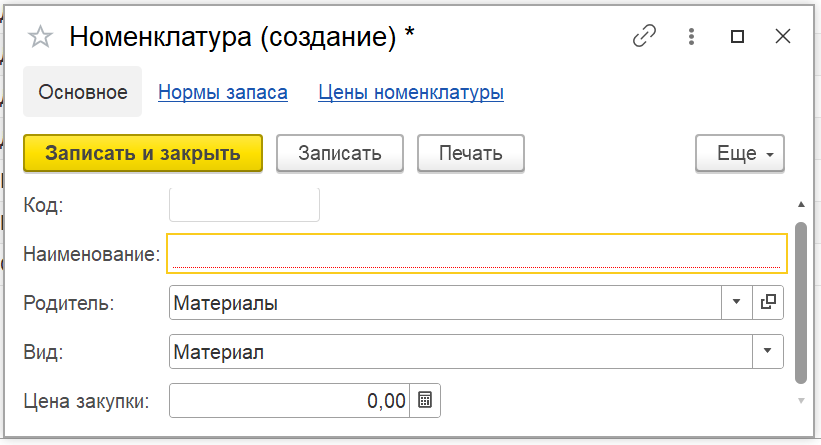 Номенклатура (создание) *
Основное Нормы запаса Цены номенклатуры
Записать и закрыть Записать Печать Еще
Код:
Наименование:
Родитель: Материалы
Вид: Материал
Цена закупки: 0,00